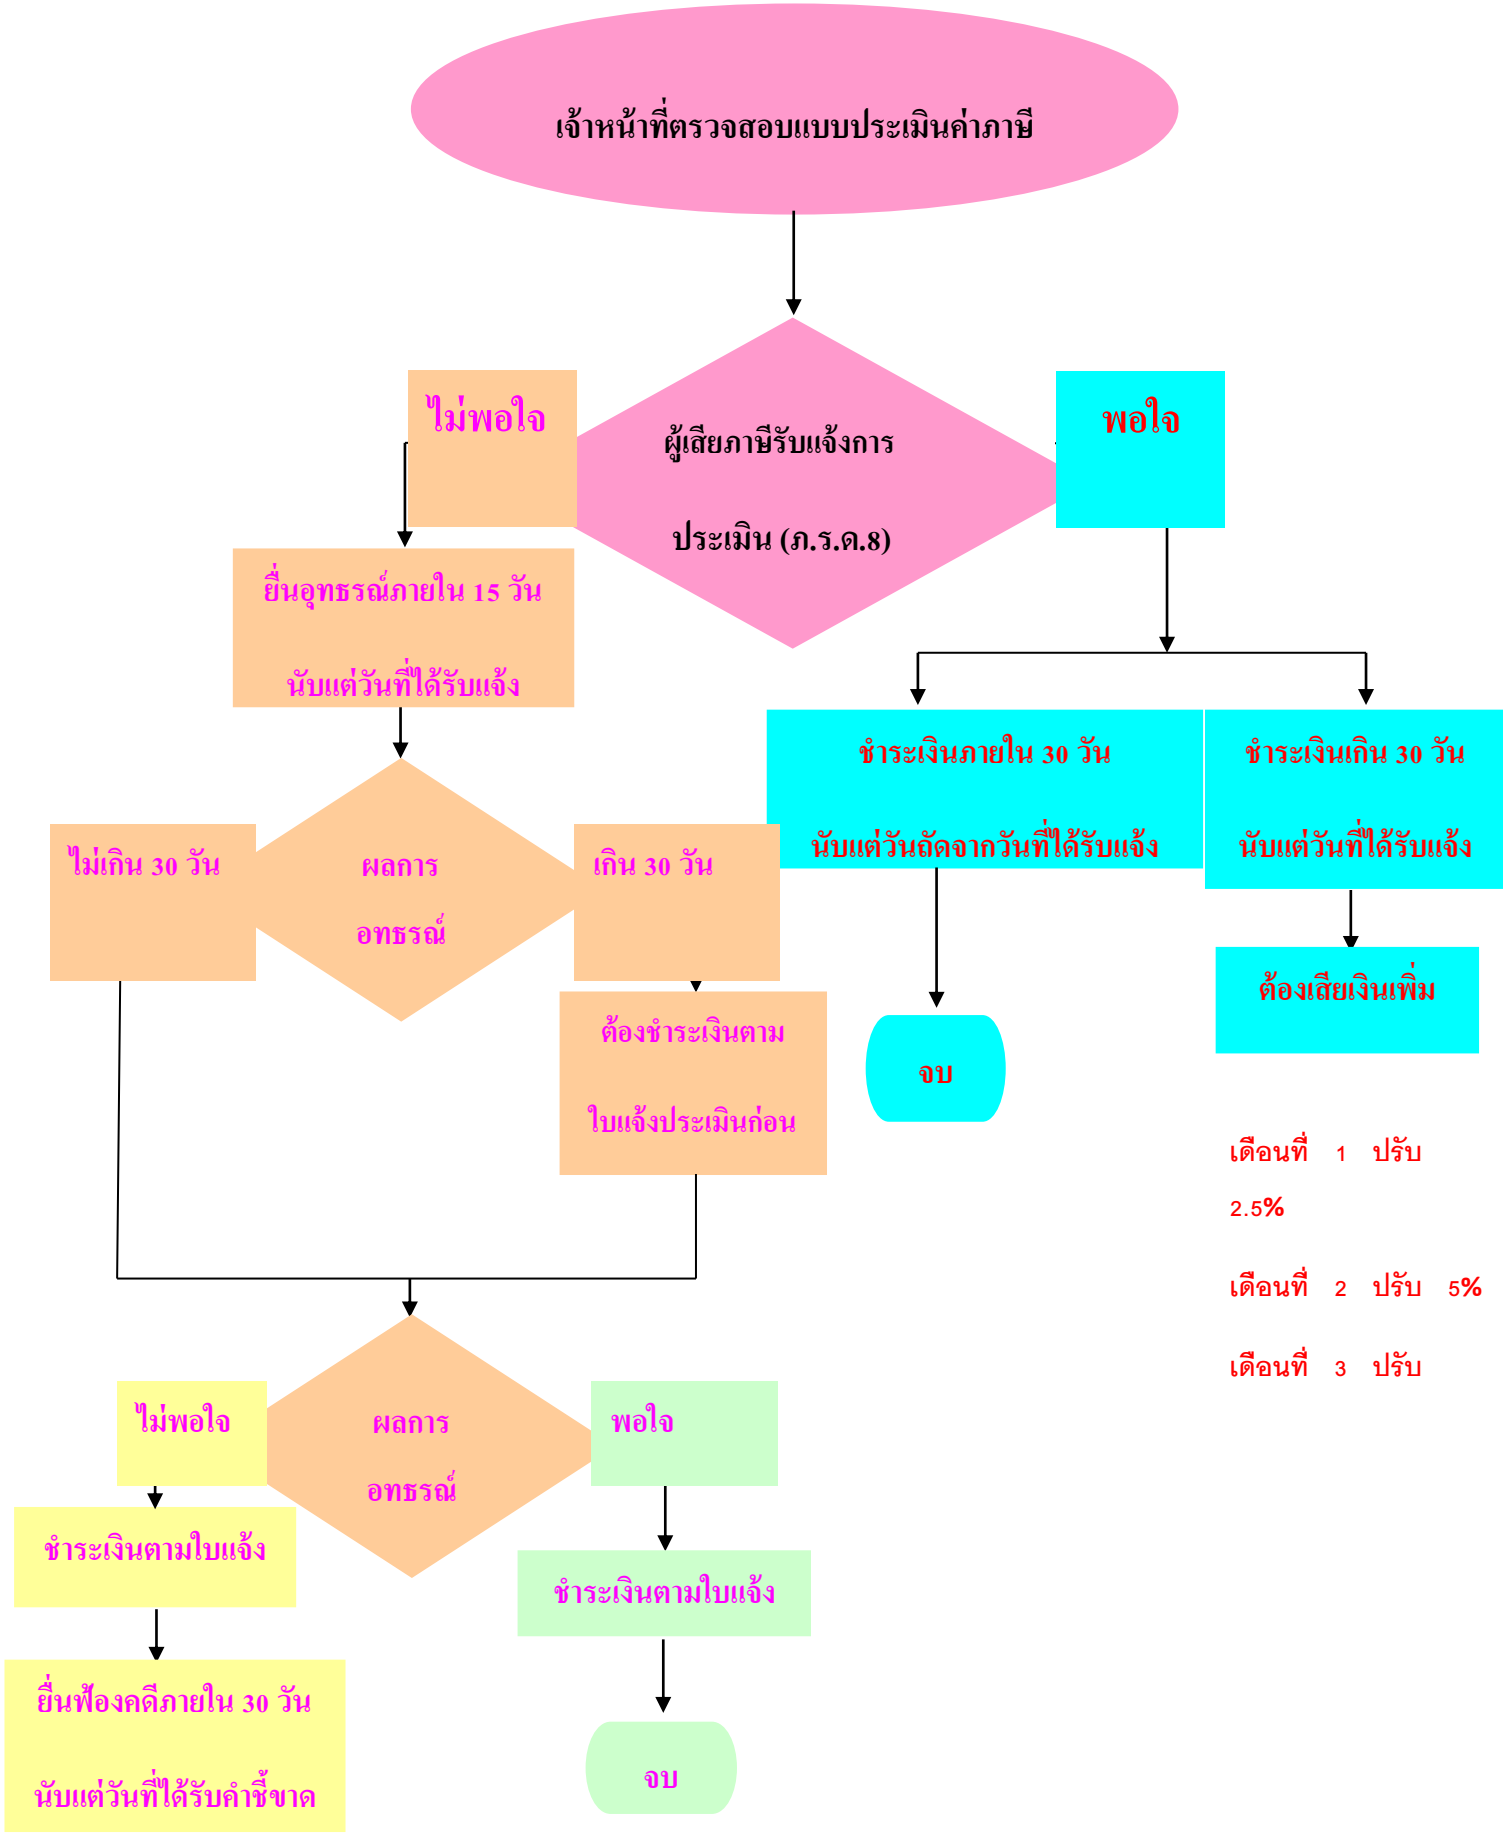 เจ้าหน้าที่ตรวจสอบแบบประเมินค่าภาษี
ไม่พอใจ
ผู้เสียภาษีรับแจ้งการ
ประเมิน (ภ.ร.ด.8)
พอใจ
ยื่นอุทธรณ์ภายใน 15 วัน
นับแต่วันที่ได้รับแจ้ง
ชำระเงินภายใน 30 วัน
นับแต่วันถัดจากวันที่ได้รับแจ้ง
ชำระเงินเกิน 30 วัน
นับแต่วันที่ได้รับแจ้ง
ไม่เกิน 30 วัน
ผลการ
อทธรณ์
เกิน 30 วัน
ต้องชำระเงินตาม
ใบแจ้งประเมินก่อน
จบ
ต้องเสียเงินเพิ่ม
เดือนที่ 1 ปรับ
2.5%
เดือนที่ 2 ปรับ 5%
เดือนที่ 3 ปรับ
ไม่พอใจ
ผลการ
อทธรณ์
พอใจ
ชำระเงินตามใบแจ้ง
ชำระเงินตามใบแจ้ง
ยื่นฟ้องคดีภายใน 30 วัน
นับแต่วันที่ได้รับคำชี้ขาด
จบ